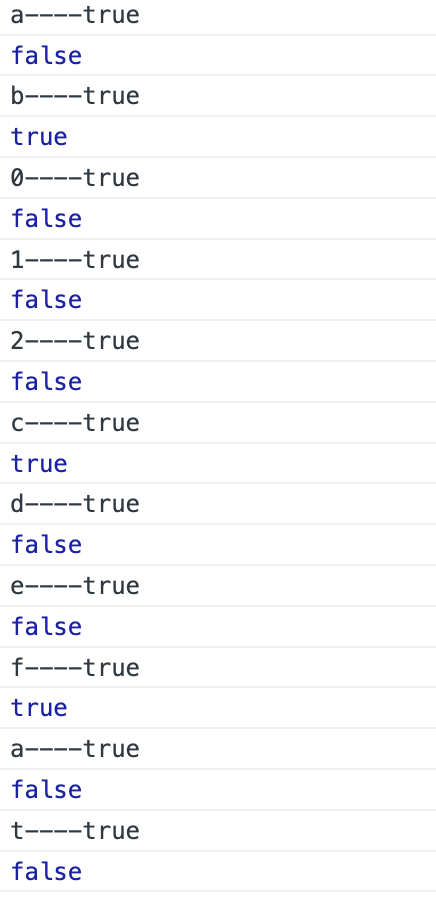 a----true
false
b----true
true
0----true
false
1----true
false
2----true
false
c----true
true
d----true
false
e----true
false
f----true
true
a----true
false
t----true
false